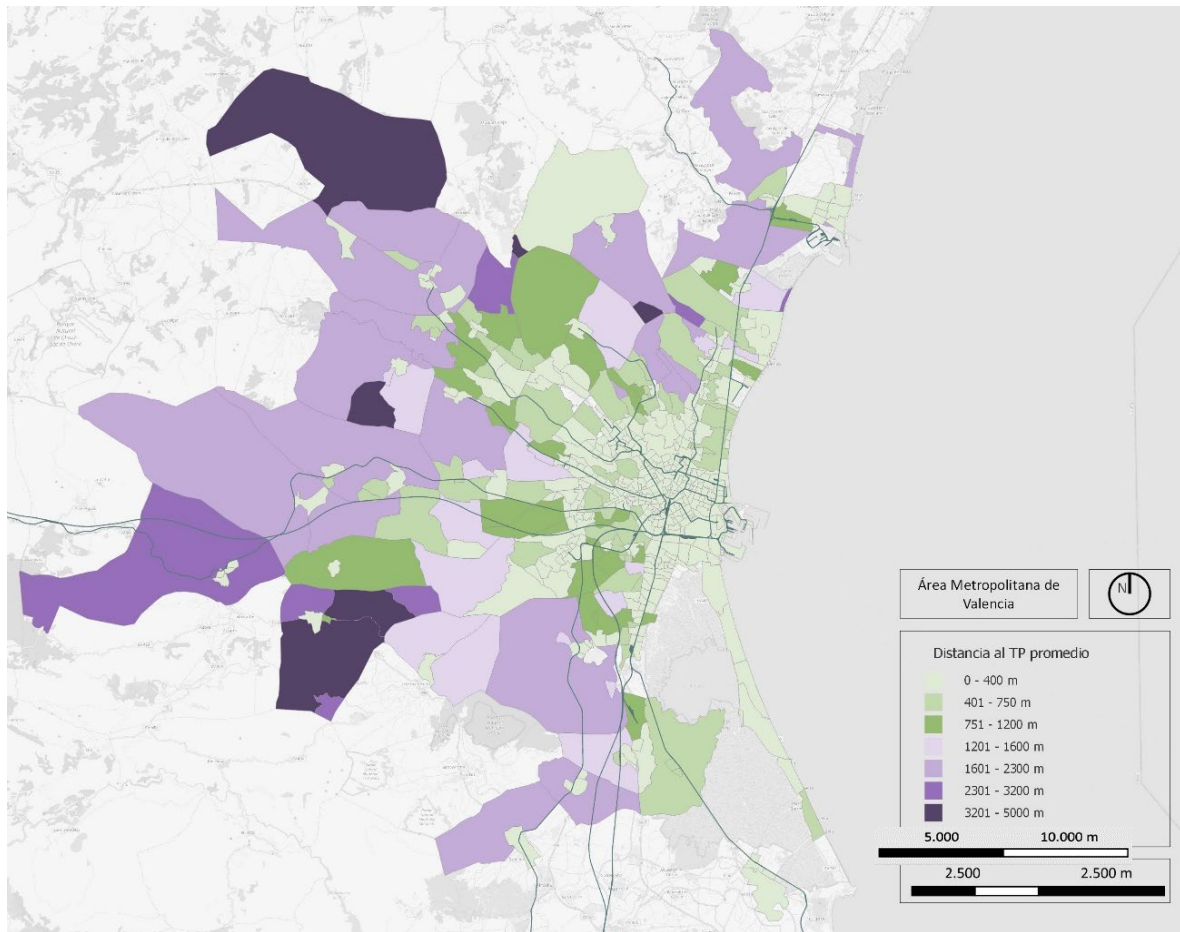 Área Metropolitana de
Valencia
N
Distancia al TP promedio
0 - 400 m
401 - 750 m
751 - 1200 m
1201 - 1600 m
1601 - 2300 m
2301 - 3200 m
3201 - 5000 m
5.000 10.000 m
2.500 2.500 m